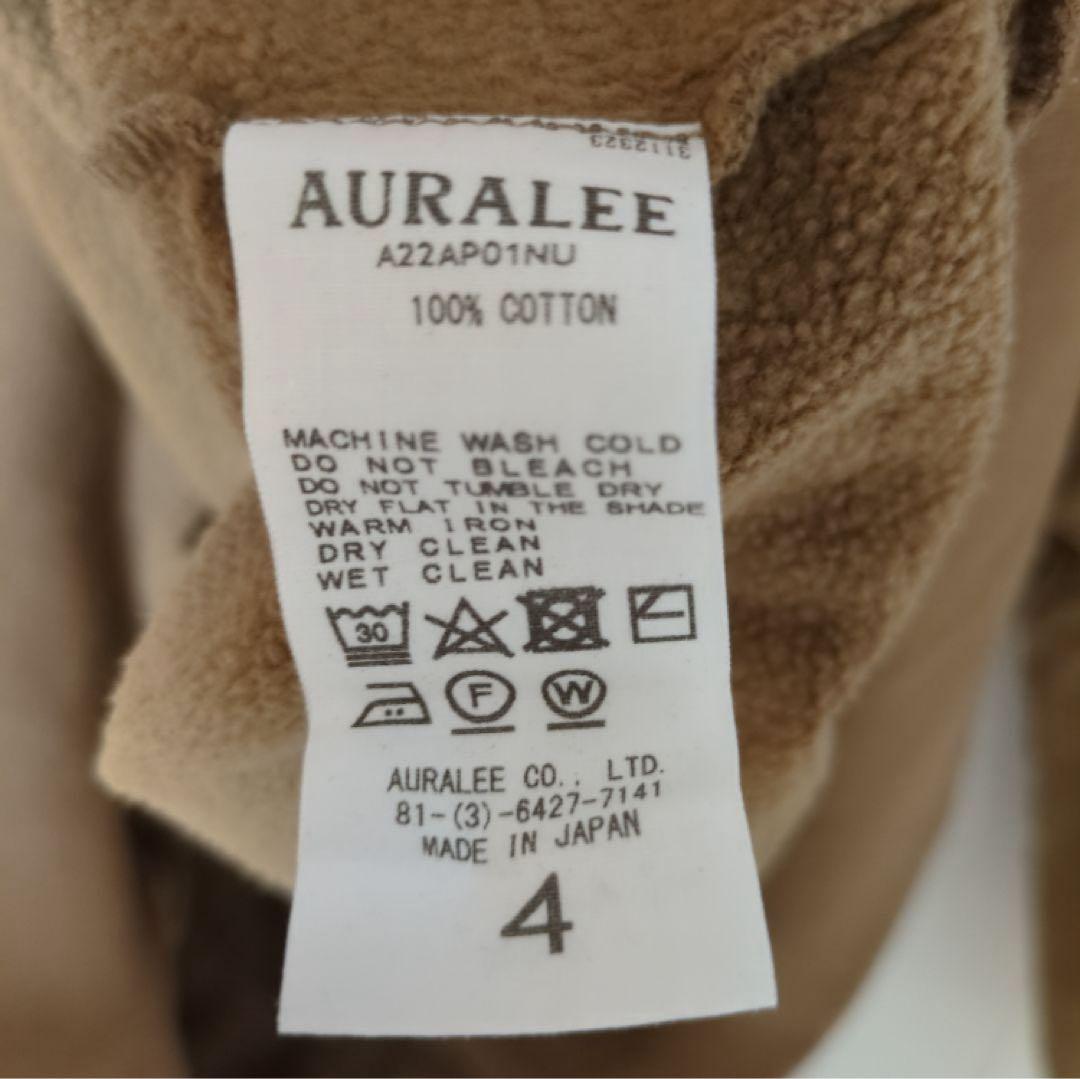 3112323
AURALEE
A22AP01NU
100% COTTON
MACHINE WASH COLD
DO NOT BLEACH
DO NOT TUMBLE DRY
DRY FLAT IN THE SHADE
WARM IRON
DRY CLEAN
WET CLEAN
30
F W
AURALEE CO., LTD.
81-(3)-6427-7141
MADE IN JAPAN
4